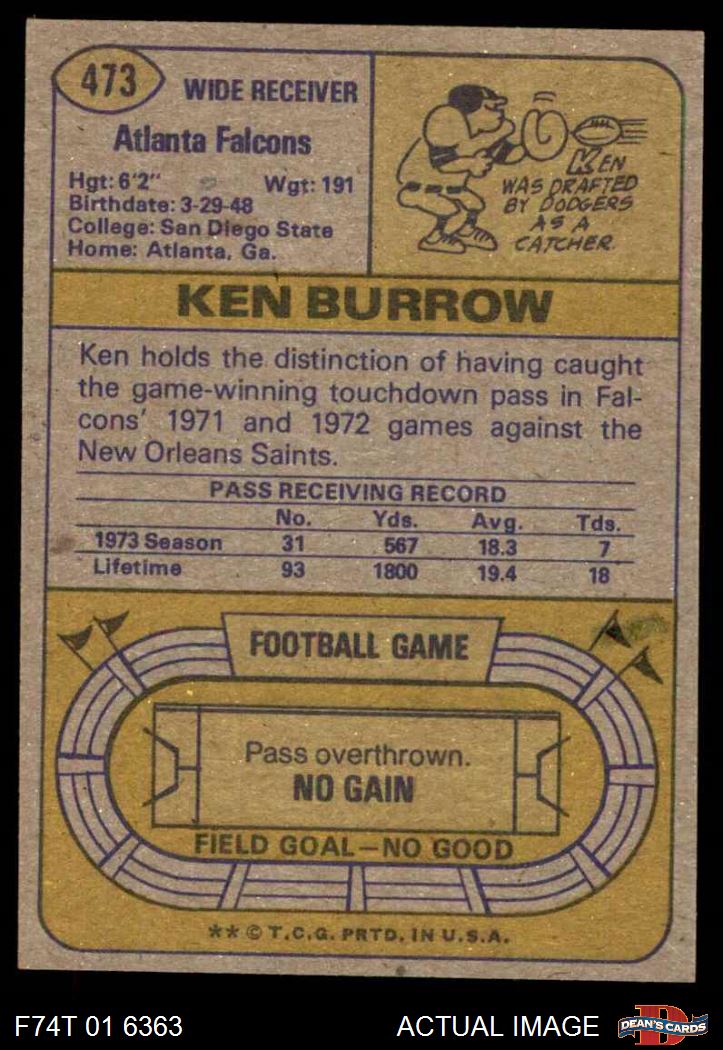 473
WIDE RECEIVER
Atlanta Falcons
Hgt: 6'2" Wgt: 191
Birthdate: 3-29-48
College: San Diego State
Home: Atlanta, Ga.
KEN
WAS DRAFTED
BY DODGERS
AS A
CATCHER.
KEN BURROW
Ken holds the distinction of having caught
the game-winning touchdown pass in Fal-
cons' 1971 and 1972 games against the
New Orleans Saints.
PASS RECEIVING RECORD
No. Yds. Avg. Tds.
1973 Season 31 567 18.3 7
Lifetime 93 1800 19.4 18
FOOTBALL GAME
Pass overthrown.
NO GAIN
FIELD GOAL—NO GOOD
** © T.C.G. PRTD. IN U.S.A.
F74T 01 6363
ACTUAL IMAGE
D
DEAN'S CARDS